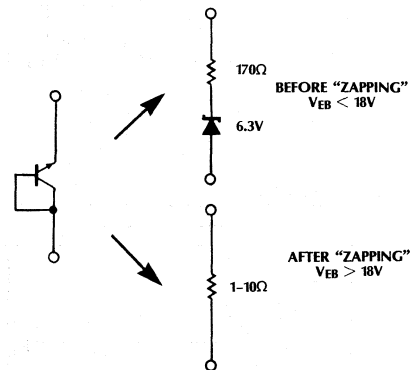 170Ω
6.3V
BEFORE “ZAPPING”
VEB < 18V
1–10Ω
AFTER “ZAPPING”
VEB > 18V